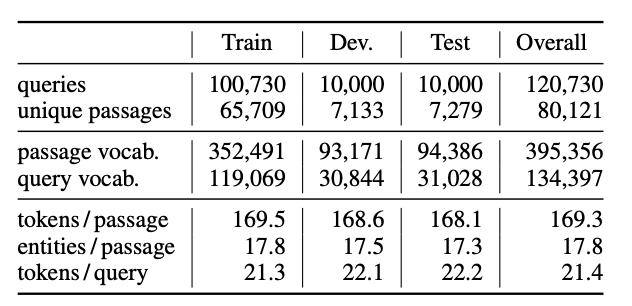 Train Dev. Test Overall
queries 100,730 10,000 10,000 120,730
unique passages 65,709 7,133 7,279 80,121
passage vocab. 352,491 93,171 94,386 395,356
query vocab. 119,069 30,844 31,028 134,397
tokens / passage 169.5 168.6 168.1 169.3
entities / passage 17.8 17.5 17.3 17.8
tokens / query 21.3 22.1 22.2 21.4